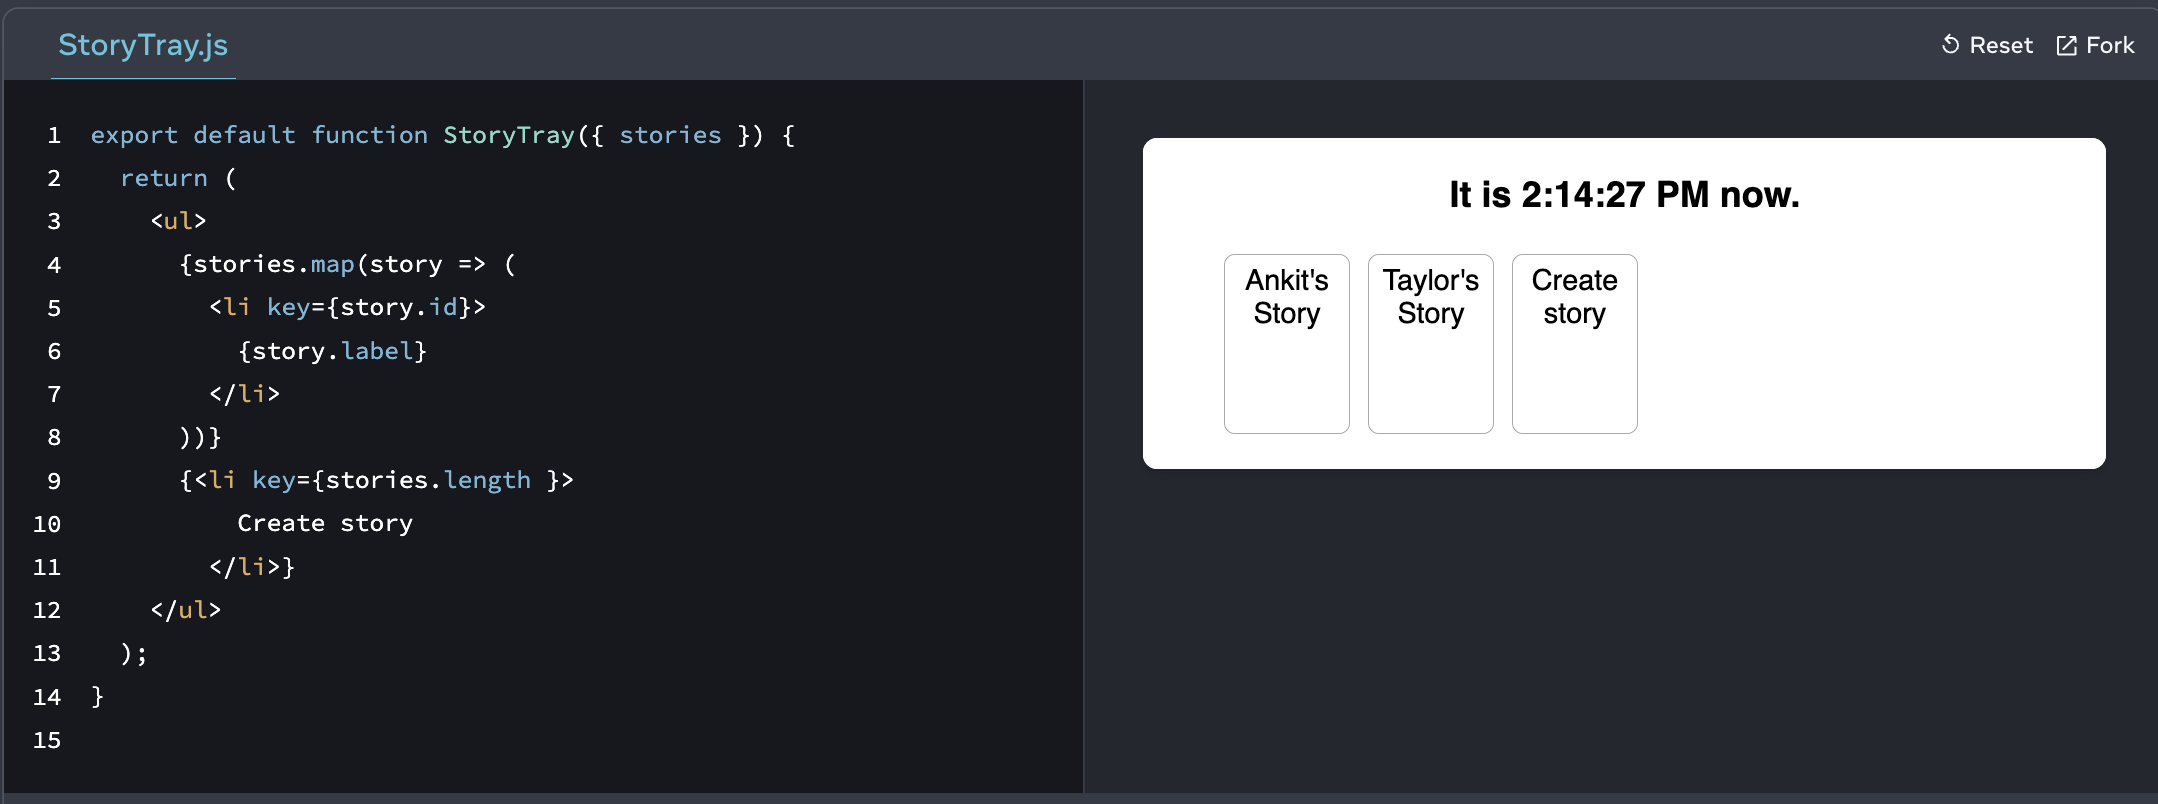 StoryTray.js
Reset Fork
1 export default function StoryTray({ stories }) {
2   return (
3     <ul>
4       {stories.map(story => (
5         <li key={story.id}>
6           {story.label}
7         </li>
8       ))}
9       {<li key={stories.length }>
10           Create story
11         </li>}
12     </ul>
13   );
14 }
15
It is 2:14:27 PM now.
Ankit's
Story
Taylor's
Story
Create
story